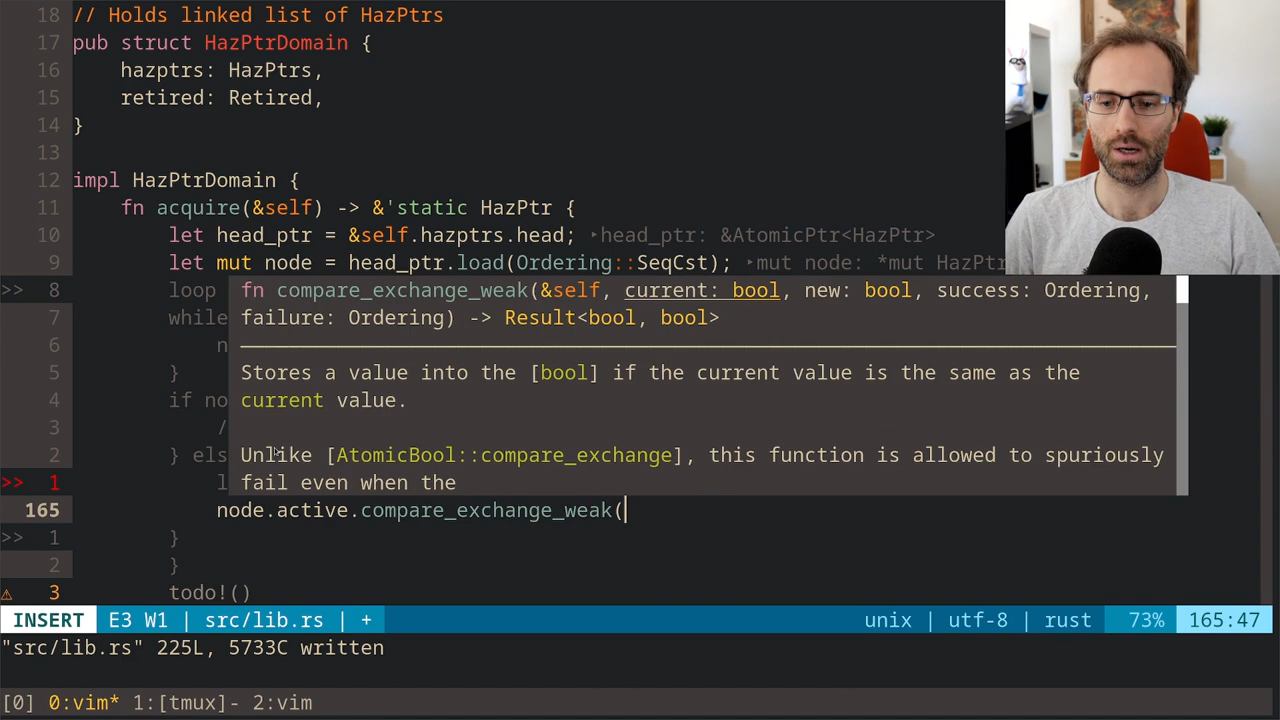 18 // Holds linked list of HazPtrs
17 pub struct HazPtrDomain {
16 hazptrs: HazPtrs,
15 retired: Retired,
14 }
13
12 impl HazPtrDomain {
11 fn acquire(&self) -> &'static HazPtr {
10 let head_ptr = &self.hazptrs.head; ‣head_ptr: &AtomicPtr<HazPtr>
9 let mut node = head_ptr.load(Ordering::SeqCst); ‣mut node: *mut HazPtr
>> 8 loop fn compare_exchange_weak(&self, current: bool, new: bool, success: Ordering,
7 while failure: Ordering) -> Result<bool, bool>
6 n
5 } Stores a value into the [bool] if the current value is the same as the
4 if no current value.
3 /
2 } els Unlike [AtomicBool::compare_exchange], this function is allowed to spuriously
>> 1 l fail even when the
165 node.active.compare_exchange_weak(
>> 1 }
2 }
⚠ 3 todo!()
INSERT E3 W1 | src/lib.rs | + unix | utf-8 | rust 73% 165:47
"src/lib.rs" 225L, 5733C written
[0] 0:vim* 1:[tmux]- 2:vim